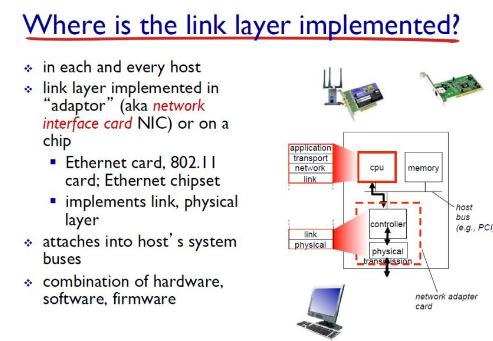 Where is the link layer implemented?
❖ in each and every host
❖ link layer implemented in
“adaptor” (aka network
interface card NIC) or on a
chip
▪ Ethernet card, 802.11
card; Ethernet chipset
▪ implements link, physical
layer
❖ attaches into host’s system
buses
❖ combination of hardware,
software, firmware
application
transport
network
link
cpu
memory
host
bus
(e.g., PCI)
controller
link
physical
physical
transmission
network adapter
card